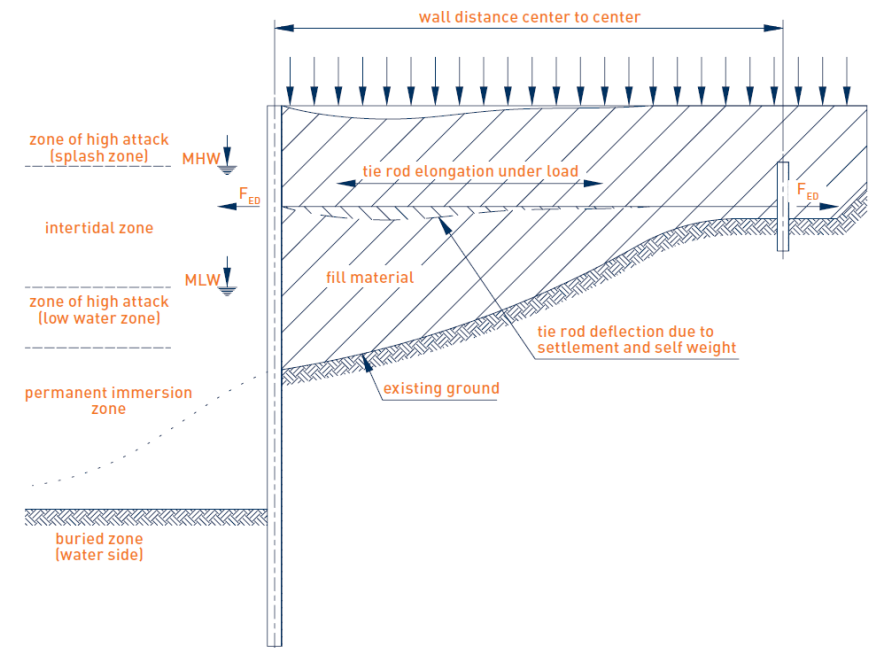 wall distance center to center
zone of high attack
(splash zone)
MHW
tie rod elongation under load
F_ED
F_ED
intertidal zone
MLW
fill material
zone of high attack
(low water zone)
tie rod deflection due to
settlement and self weight
existing ground
permanent immersion
zone
buried zone
(water side)